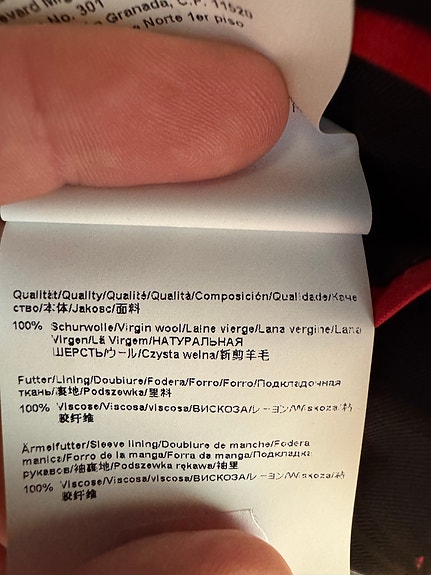 No. 301
Granada, C.P. 11520
Norte 1er piso
Qualität/Quality/Qualité/Qualità/Composición/Qualidade/Каче
ство/本体/Jakosc/面料
100% Schurwolle/Virgin wool/Laine vierge/Lana vergine/Lana
Virgen/Lã Virgem/НАТУРАЛЬНАЯ
ШЕРСТЬ/ウール/Czysta welna/新剪羊毛
Futter/Lining/Doublure/Fodera/Forro/Forro/Подкладочная
ткань/裏地/Podszewka/里料
100% Viscose/Viscosa/viscosa/ВИСКОЗА/レーヨン/Wiskoza/粘
胶纤维
Ärmelfutter/Sleeve lining/Doublure de manche/Fodera
manica/Forro de la manga/Forra da manga/Подкладка
рукавов/袖裏地/Podszewka rękawa/袖里
100% Viscose/Viscosa/viscosa/ВИСКОЗА/レーヨン/Wiskoza/粘
胶纤维